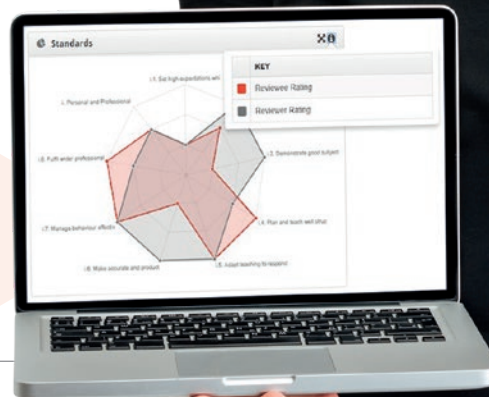 Standards
KEY
Reviewee Rating
Reviewer Rating
i.1. Set high expectations whi
i. Personal and Professional
i.2. Demonstrate good subject
i.8. Fulfil wider professional
i.4. Plan and teach well struc
i.7. Manage behaviour effectiv
i.6. Make accurate and product
i.5. Adapt teaching to respond